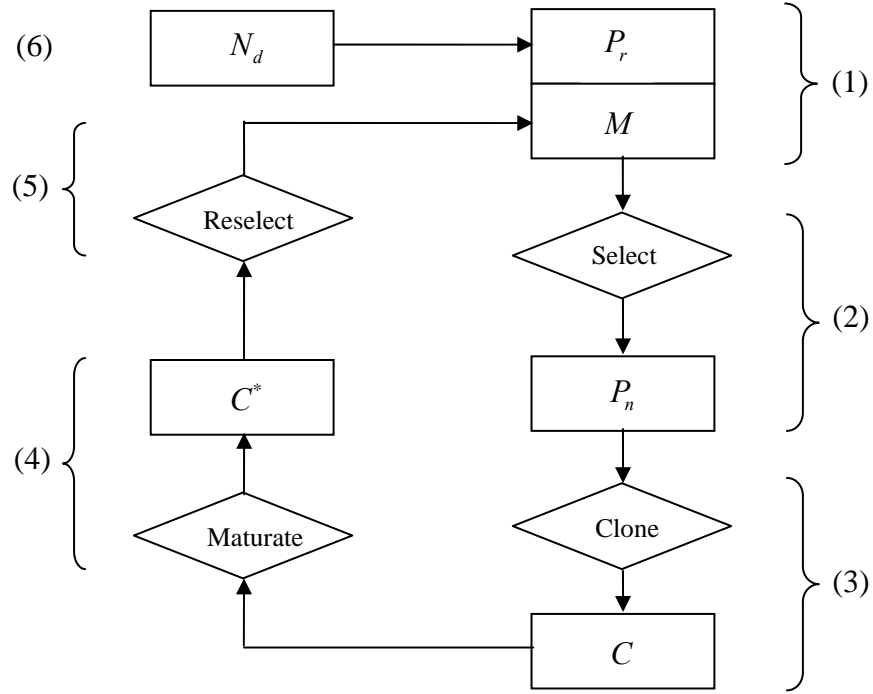 (6)
N_d
P_r
(1)
M
(5)
Reselect
Select
(2)
C*
P_n
(4)
Maturate
Clone
(3)
C